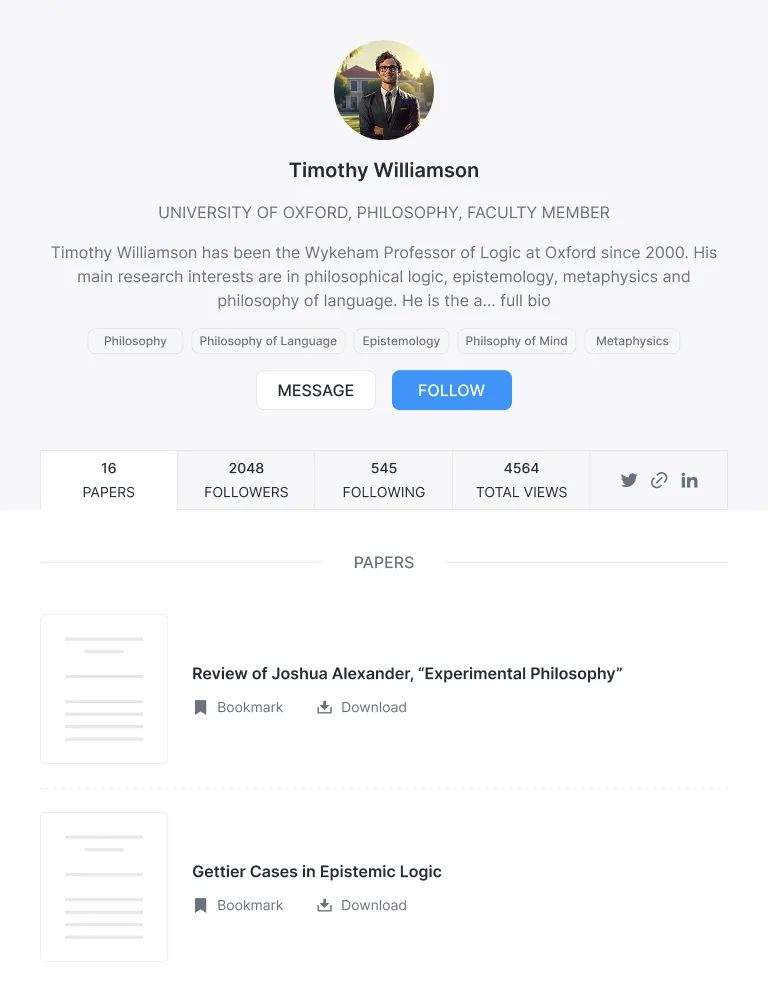 Timothy Williamson
UNIVERSITY OF OXFORD, PHILOSOPHY, FACULTY MEMBER
Timothy Williamson has been the Wykeham Professor of Logic at Oxford since 2000. His
main research interests are in philosophical logic, epistemology, metaphysics and
philosophy of language. He is the a... full bio
Philosophy Philosophy of Language Epistemology Philsophy of Mind Metaphysics
MESSAGE FOLLOW
16 2048 545 4564
PAPERS FOLLOWERS FOLLOWING TOTAL VIEWS
in
PAPERS
Review of Joshua Alexander, “Experimental Philosophy”
Bookmark Download
Gettier Cases in Epistemic Logic
Bookmark Download